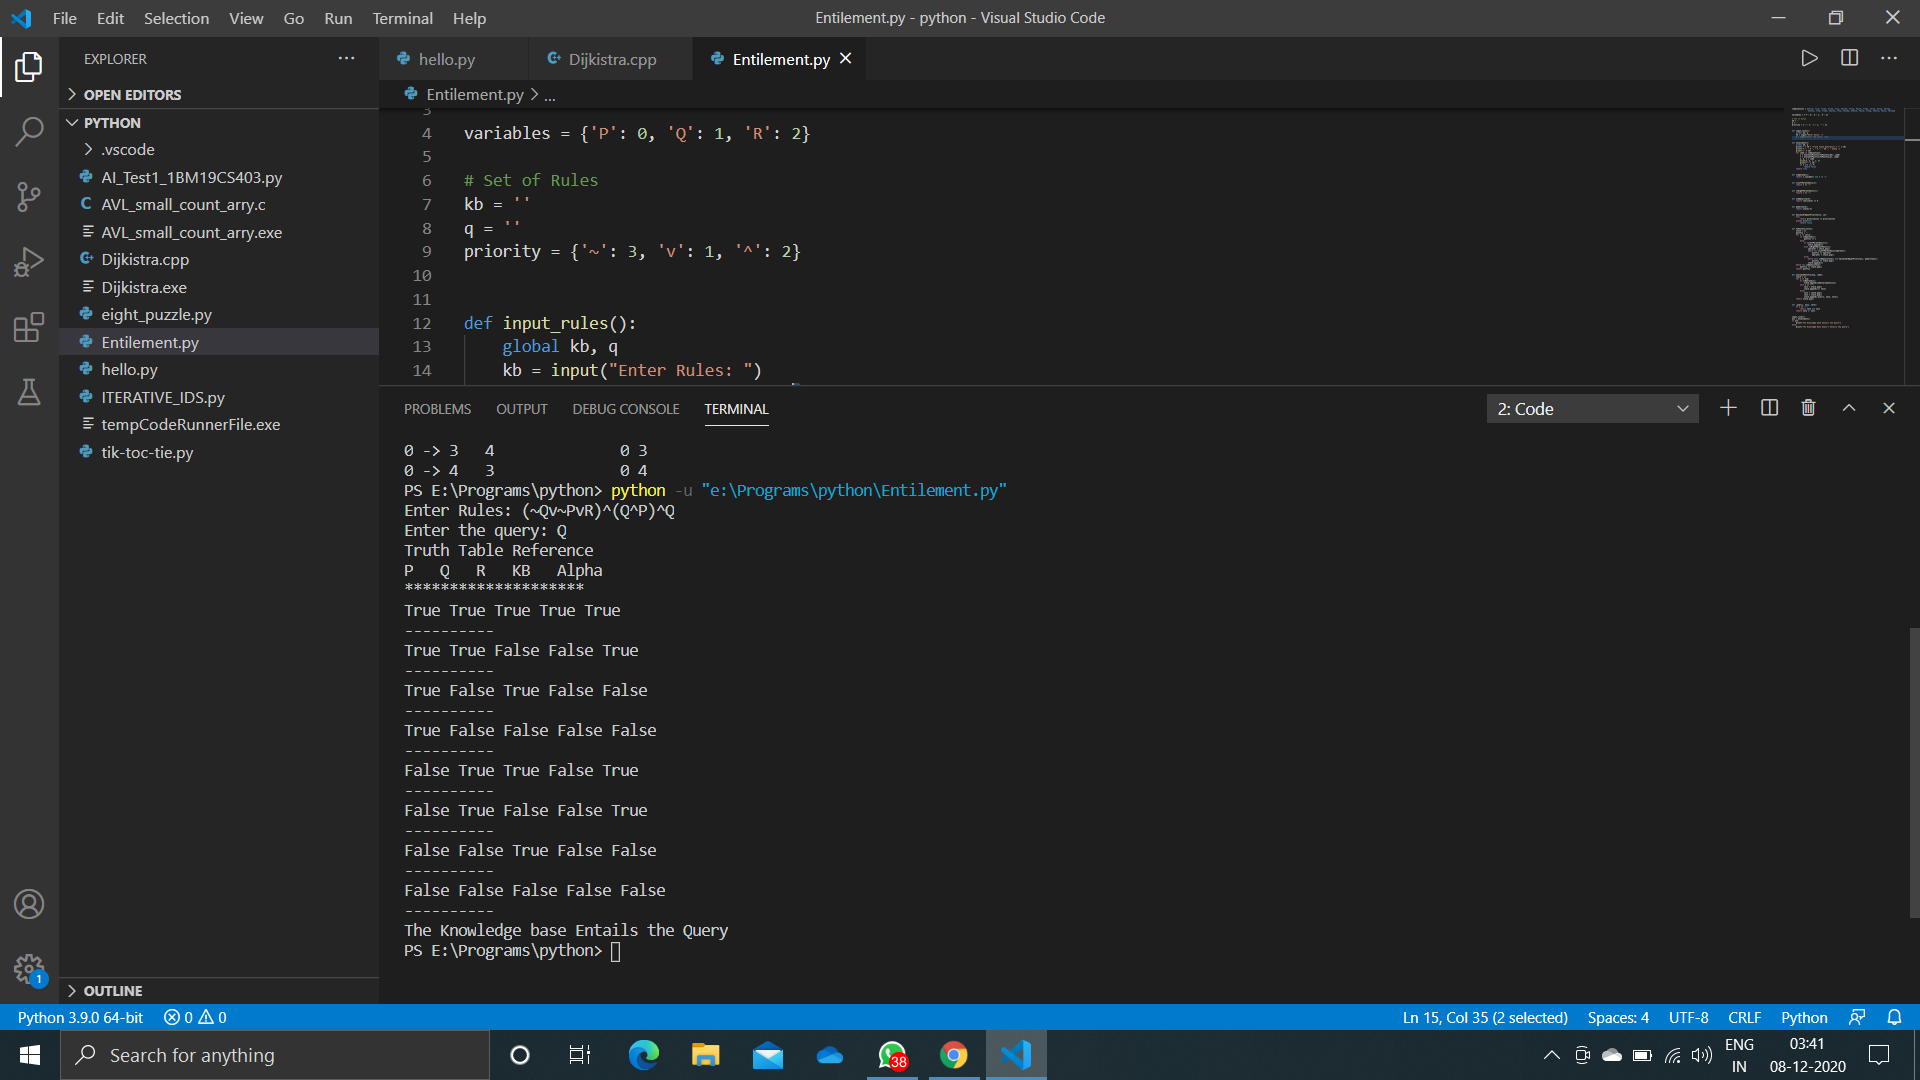 File Edit Selection View Go Run Terminal Help
Entilement.py - python - Visual Studio Code
EXPLORER
OPEN EDITORS
PYTHON
.vscode
AI_Test1_1BM19CS403.py
C AVL_small_count_arry.c
AVL_small_count_arry.exe
Dijkistra.cpp
Dijkistra.exe
eight_puzzle.py
Entilement.py
hello.py
ITERATIVE_IDS.py
tempCodeRunnerFile.exe
tik-toc-tie.py
OUTLINE
hello.py Dijkistra.cpp Entilement.py
Entilement.py > ...
3
4 variables = {'P': 0, 'Q': 1, 'R': 2}
5
6 # Set of Rules
7 kb = ''
8 q = ''
9 priority = {'~': 3, 'v': 1, '^': 2}
10
11
12 def input_rules():
13 global kb, q
14 kb = input("Enter Rules: ")
PROBLEMS OUTPUT DEBUG CONSOLE TERMINAL
2: Code
0 -> 3 4 0 3
0 -> 4 3 0 4
PS E:\Programs\python> python -u "e:\Programs\python\Entilement.py"
Enter Rules: (~Qv~PvR)^(Q^P)^Q
Enter the query: Q
Truth Table Reference
P Q R KB Alpha
********************
True True True True True
----------
True True False False True
----------
True False True False False
----------
True False False False False
----------
False True True False True
----------
False True False False True
----------
False False True False False
----------
False False False False False
----------
The Knowledge base Entails the Query
PS E:\Programs\python>
1
Python 3.9.0 64-bit 0 0
Ln 15, Col 35 (2 selected) Spaces: 4 UTF-8 CRLF Python
Search for anything
38
ENG
IN
03:41
08-12-2020